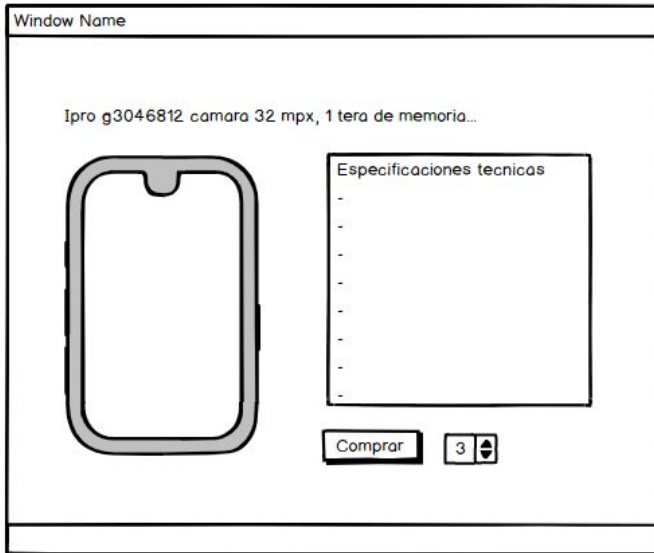 Window Name
Ipro g3046812 camara 32 mpx, 1 tera de memoria...
Especificaciones tecnicas
-
-
-
-
-
-
-
-
Comprar
3